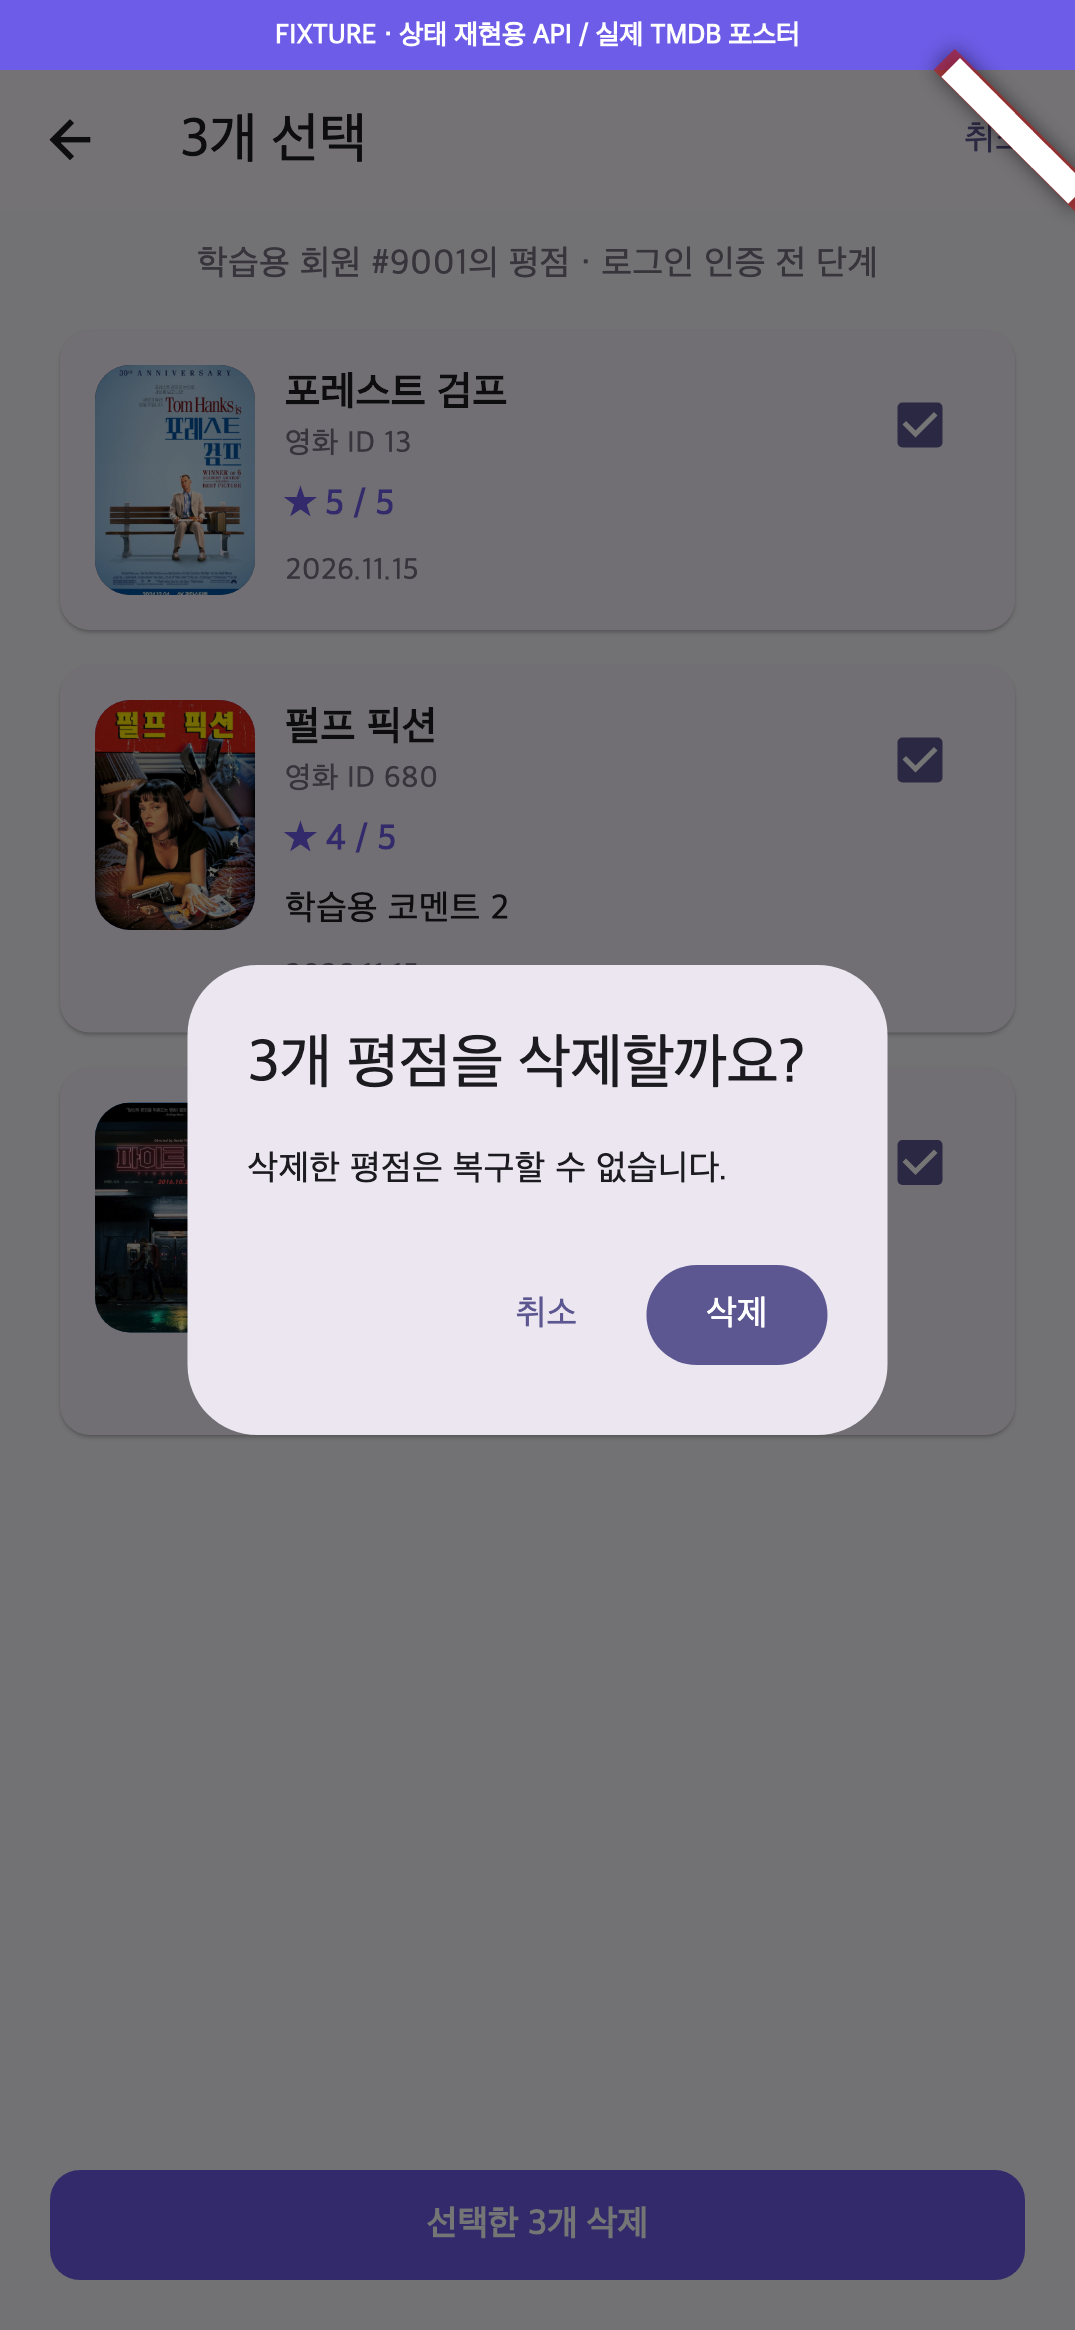 FIXTURE · 상태 재현용 API / 실제 TMDB 포스터
3개 선택
학습용 회원 #9001의 평점 · 로그인 인증 전 단계
30th ANNIVERSARY
Tom Hanks is
포레스트
검프
포레스트 검프
영화 ID 13
★ 5 / 5
2026.11.15
펄프 픽션
펄프 픽션
영화 ID 680
★ 4 / 5
학습용 코멘트 2
3개 평점을 삭제할까요?
삭제한 평점은 복구할 수 없습니다.
취소
삭제
선택한 3개 삭제